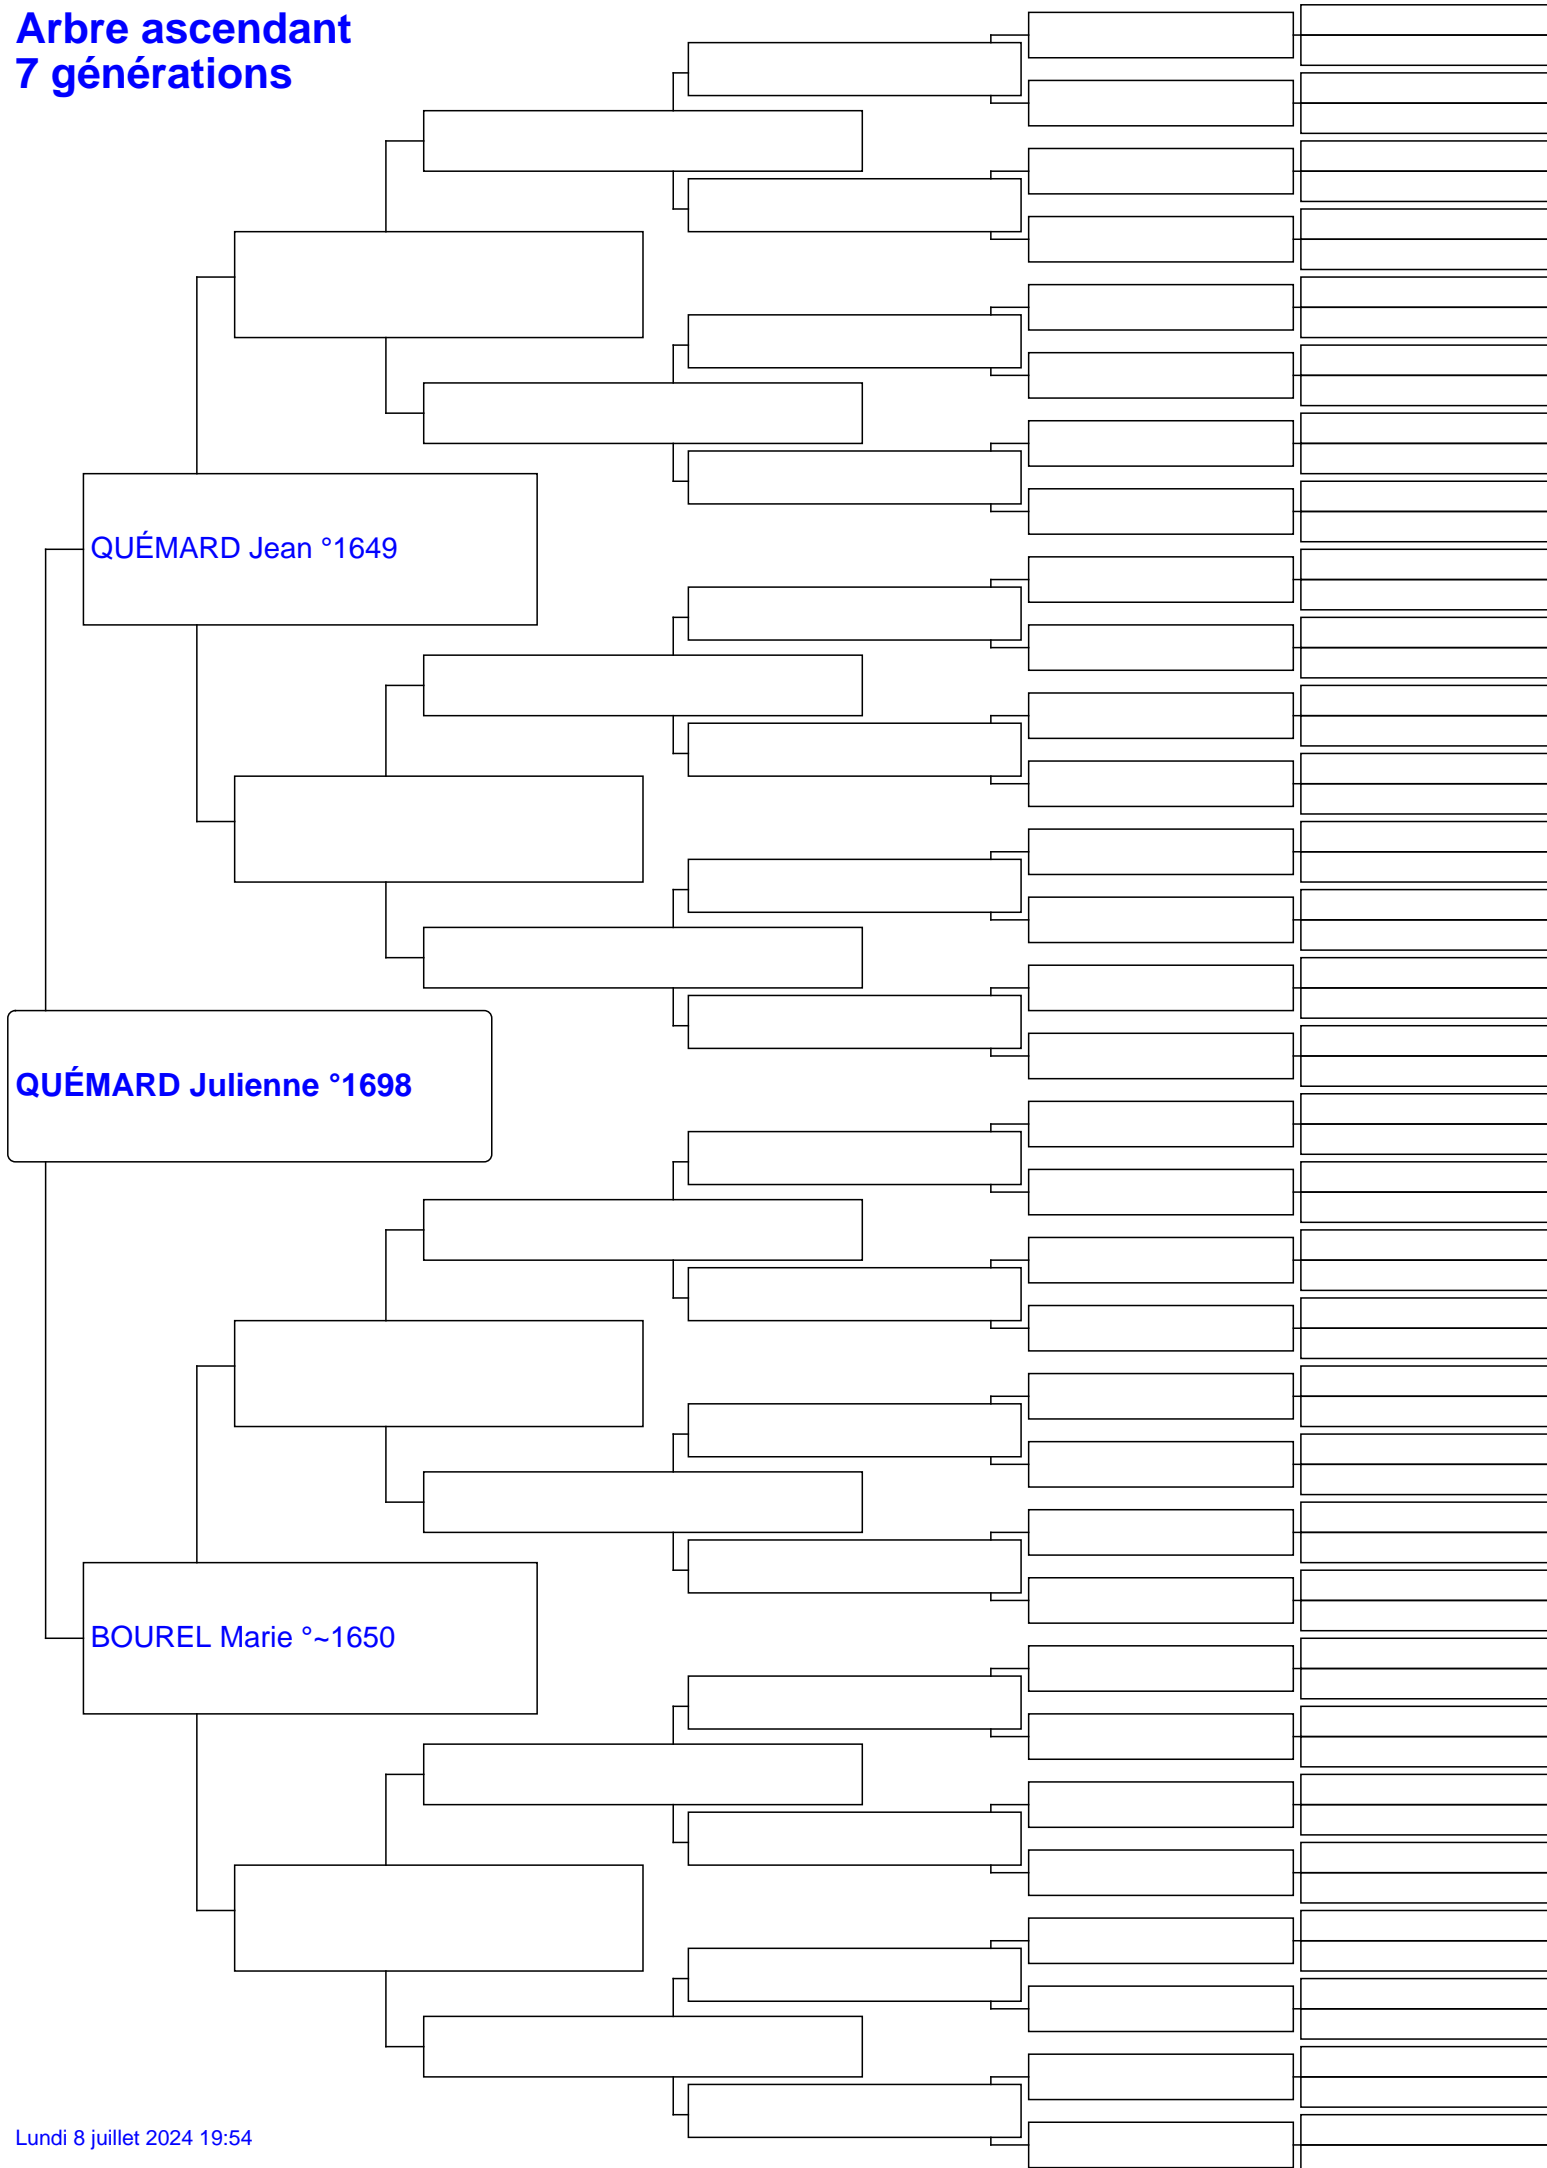 Arbre ascendant
7 générations
QUÉMARD Jean °1649
QUÉMARD Julienne °1698
BOUREL Marie °~1650
Lundi 8 juillet 2024 19:54